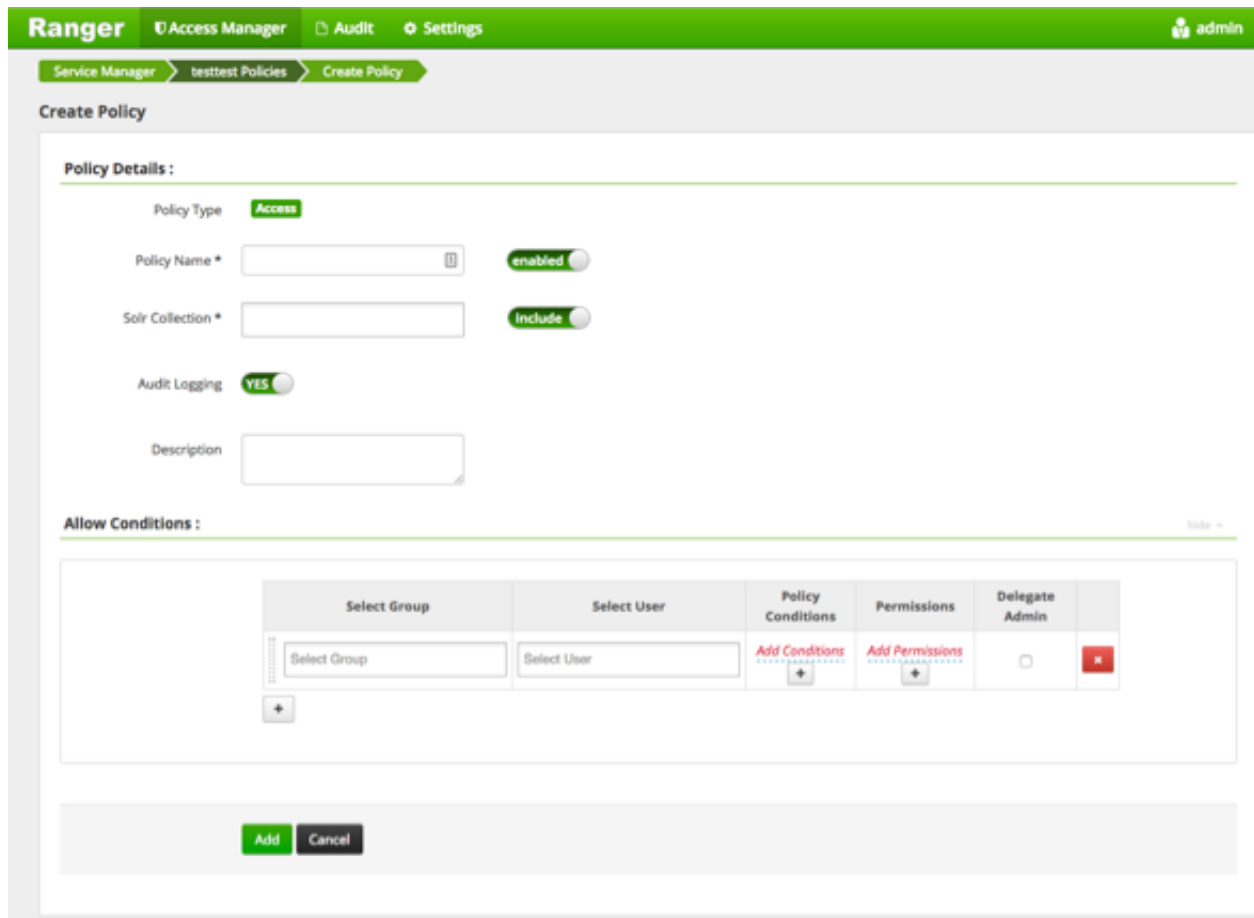 Ranger Access Manager Audit Settings admin
Service Manager testtest Policies Create Policy
Create Policy
Policy Details :
Policy Type Access
Policy Name * enabled
Solr Collection * Include
Audit Logging YES
Description
Allow Conditions :
hide
Select Group Select User Policy Conditions Permissions Delegate Admin
Select Group Select User Add Conditions Add Permissions
+ +
+
Add Cancel